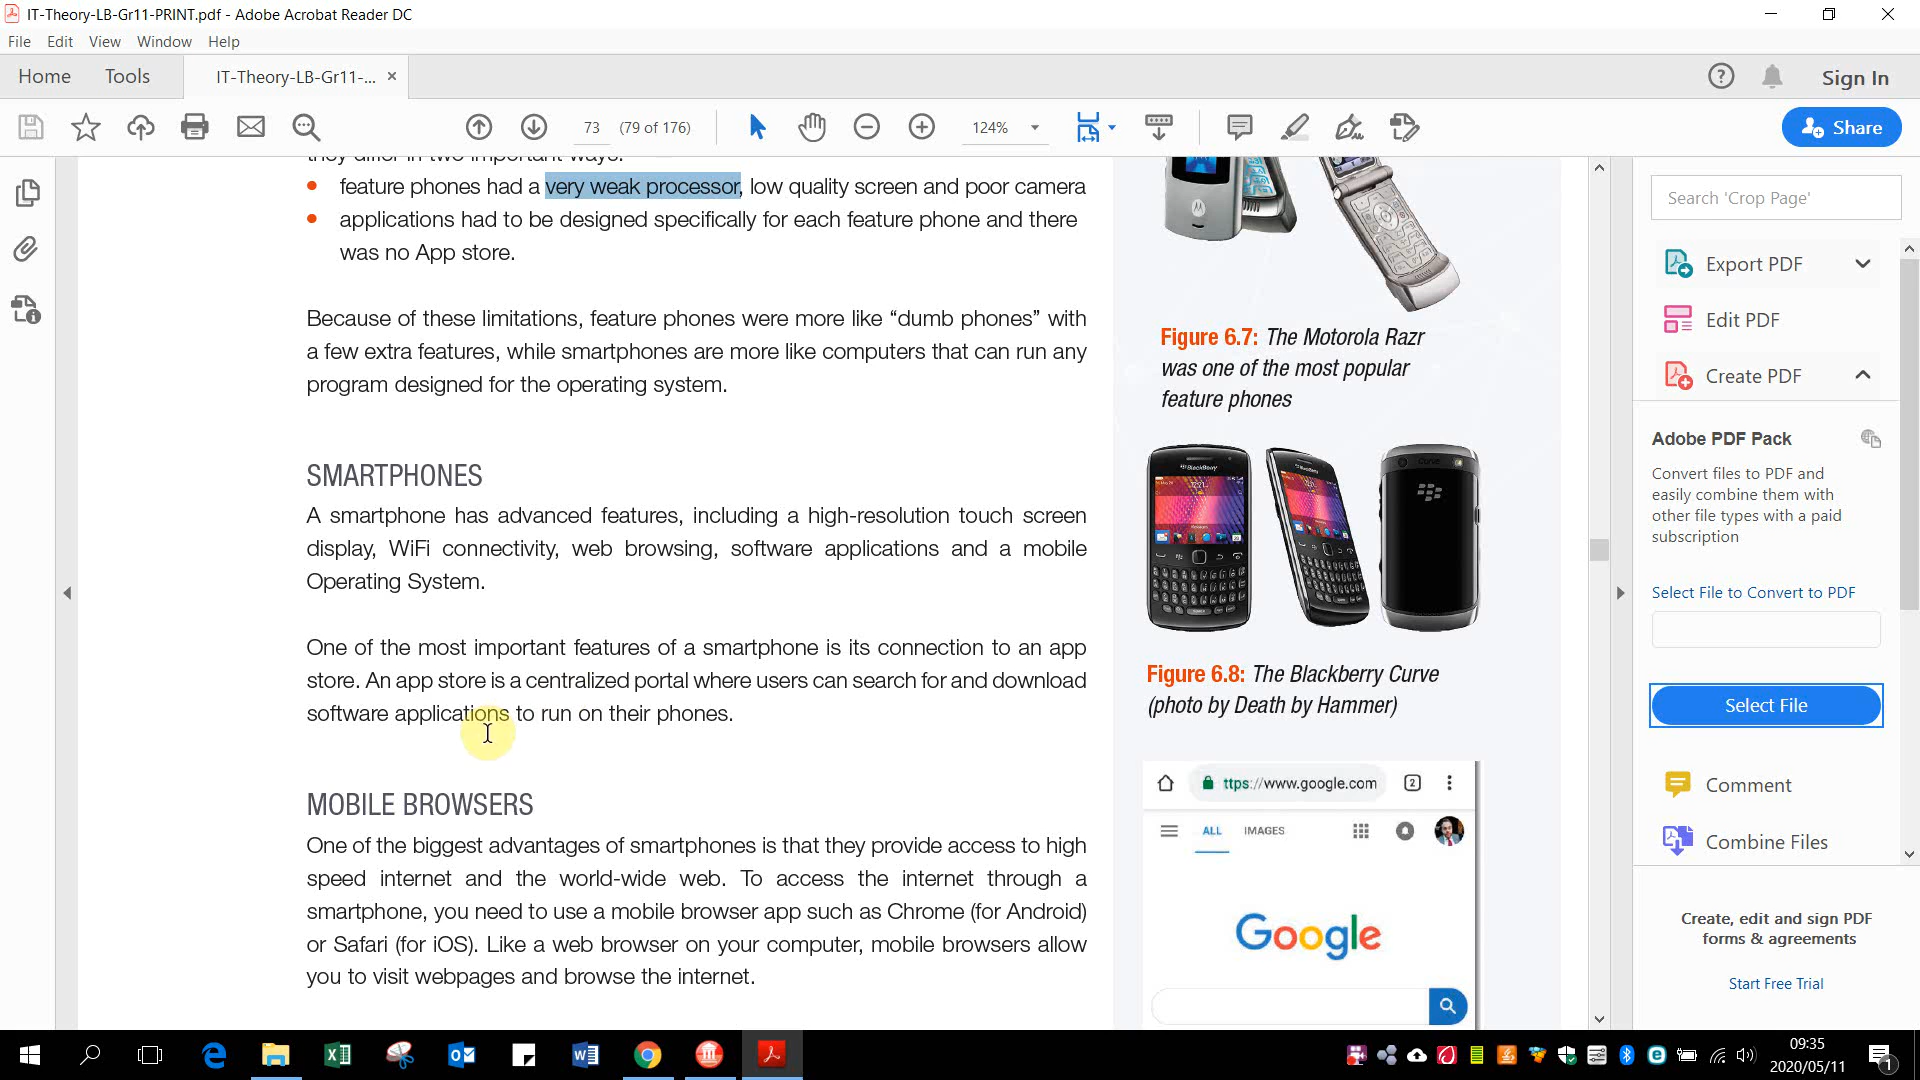 IT-Theory-LB-Gr11-PRINT.pdf - Adobe Acrobat Reader DC
File Edit View Window Help
Home Tools IT-Theory-LB-Gr11-... × Sign In
73 (79 of 176) 124% Share
they differ in two important ways:
• feature phones had a very weak processor, low quality screen and poor camera
• applications had to be designed specifically for each feature phone and there
was no App store.
Because of these limitations, feature phones were more like “dumb phones” with
a few extra features, while smartphones are more like computers that can run any
program designed for the operating system.
SMARTPHONES
A smartphone has advanced features, including a high-resolution touch screen
display, WiFi connectivity, web browsing, software applications and a mobile
Operating System.
One of the most important features of a smartphone is its connection to an app
store. An app store is a centralized portal where users can search for and download
software applications to run on their phones.
MOBILE BROWSERS
One of the biggest advantages of smartphones is that they provide access to high
speed internet and the world-wide web. To access the internet through a
smartphone, you need to use a mobile browser app such as Chrome (for Android)
or Safari (for iOS). Like a web browser on your computer, mobile browsers allow
you to visit webpages and browse the internet.
Figure 6.7: The Motorola Razr
was one of the most popular
feature phones
BlackBerry
Figure 6.8: The Blackberry Curve
(photo by Death by Hammer)
ttps://www.google.com 2
ALL IMAGES
Google
Search 'Crop Page'
Export PDF
Edit PDF
Create PDF
Adobe PDF Pack
Convert files to PDF and
easily combine them with
other file types with a paid
subscription
Select File to Convert to PDF
Select File
Comment
Combine Files
Create, edit and sign PDF
forms & agreements
Start Free Trial
09:35
2020/05/11
1